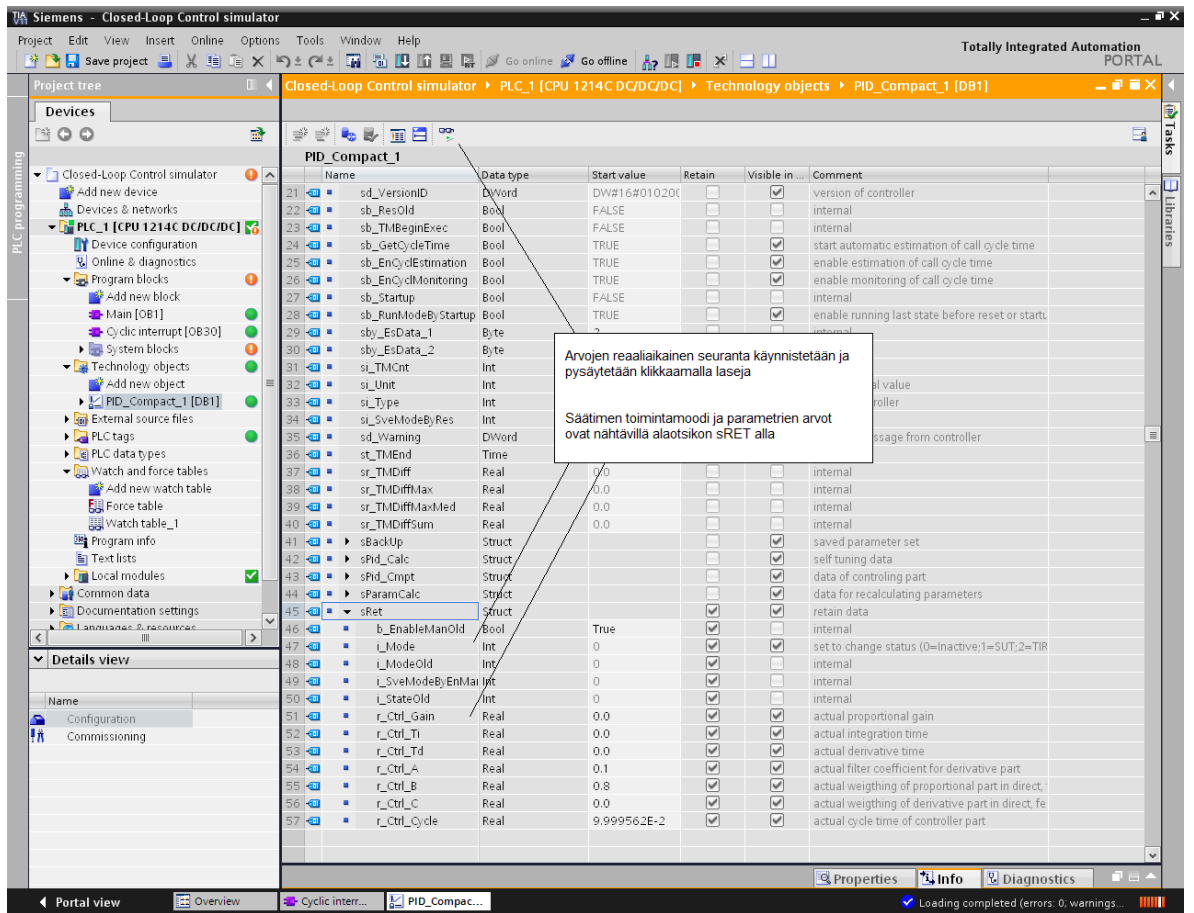 Siemens - Closed-Loop Control simulator
Project Edit View Insert Online Options Tools Window Help
Totally Integrated Automation
PORTAL
Save project
Go online
Go offline
Project tree
Closed-Loop Control simulator PLC_1 [CPU 1214C DC/DC/DC] Technology objects PID_Compact_1 [DB1]
Devices
PLC programming
Closed-Loop Control simulator
Add new device
Devices & networks
PLC_1 [CPU 1214C DC/DC/DC]
Device configuration
Online & diagnostics
Program blocks
Add new block
Main [OB1]
Cyclic interrupt [OB30]
System blocks
Technology objects
Add new object
PID_Compact_1 [DB1]
External source files
PLC tags
PLC data types
Watch and force tables
Add new watch table
Force table
Watch table_1
Program info
Text lists
Local modules
Common data
Documentation settings
Languages & resources
Details view
Name
Configuration
Commissioning
PID_Compact_1
Name Data type Start value Retain Visible in ... Comment
21 sd_VersionID DWord DW#16#010200 version of controller
22 sb_ResOld Bool FALSE internal
23 sb_TMBeginExec Bool FALSE internal
24 sb_GetCycleTime Bool TRUE start automatic estimation of call cycle time
25 sb_EnCyclEstimation Bool TRUE enable estimation of call cycle time
26 sb_EnCyclMonitoring Bool TRUE enable monitoring of call cycle time
27 sb_Startup Bool FALSE internal
28 sb_RunModeByStartup Bool TRUE enable running last state before reset or startu
29 sby_EsData_1 Byte 2 internal
30 sby_EsData_2 Byte
31 si_TMCnt Int
32 si_Unit Int al value
33 si_Type Int roller
34 si_SveModeByRes Int
35 sd_Warning DWord ssage from controller
36 st_TMEnd Time
37 sr_TMDiff Real 0.0 internal
38 sr_TMDiffMax Real 0.0 internal
39 sr_TMDiffMaxMed Real 0.0 internal
40 sr_TMDiffSum Real 0.0 internal
41 sBackUp Struct saved parameter set
42 sPid_Calc Struct self tuning data
43 sPid_Cmpt Struct data of controling part
44 sParamCalc Struct data for recalculating parameters
45 sRet Struct retain data
46 b_EnableManOld Bool True internal
47 i_Mode Int 0 set to change status (0=Inactive;1=SUT;2=TIR
48 i_ModeOld Int 0 internal
49 i_SveModeByEnMan Int 0 internal
50 i_StateOld Int 0 internal
51 r_Ctrl_Gain Real 0.0 actual proportional gain
52 r_Ctrl_Ti Real 0.0 actual integration time
53 r_Ctrl_Td Real 0.0 actual derivative time
54 r_Ctrl_A Real 0.1 actual filter coefficient for derivative part
55 r_Ctrl_B Real 0.8 actual weigthing of proportional part in direct,
56 r_Ctrl_C Real 0.0 actual weigthing of derivative part in direct, fe
57 r_Ctrl_Cycle Real 9.999562E-2 actual cycle time of controller part
Arvojen reaaliaikainen seuranta käynnistetään ja
pysäytetään klikkaamalla laseja
Säätimen toimintamoodi ja parametrien arvot
ovat nähtävillä alaotsikon sRET alla
Tasks
Libraries
Properties Info Diagnostics
Portal view Overview Cyclic interr... PID_Compac... Loading completed (errors: 0; warnings...